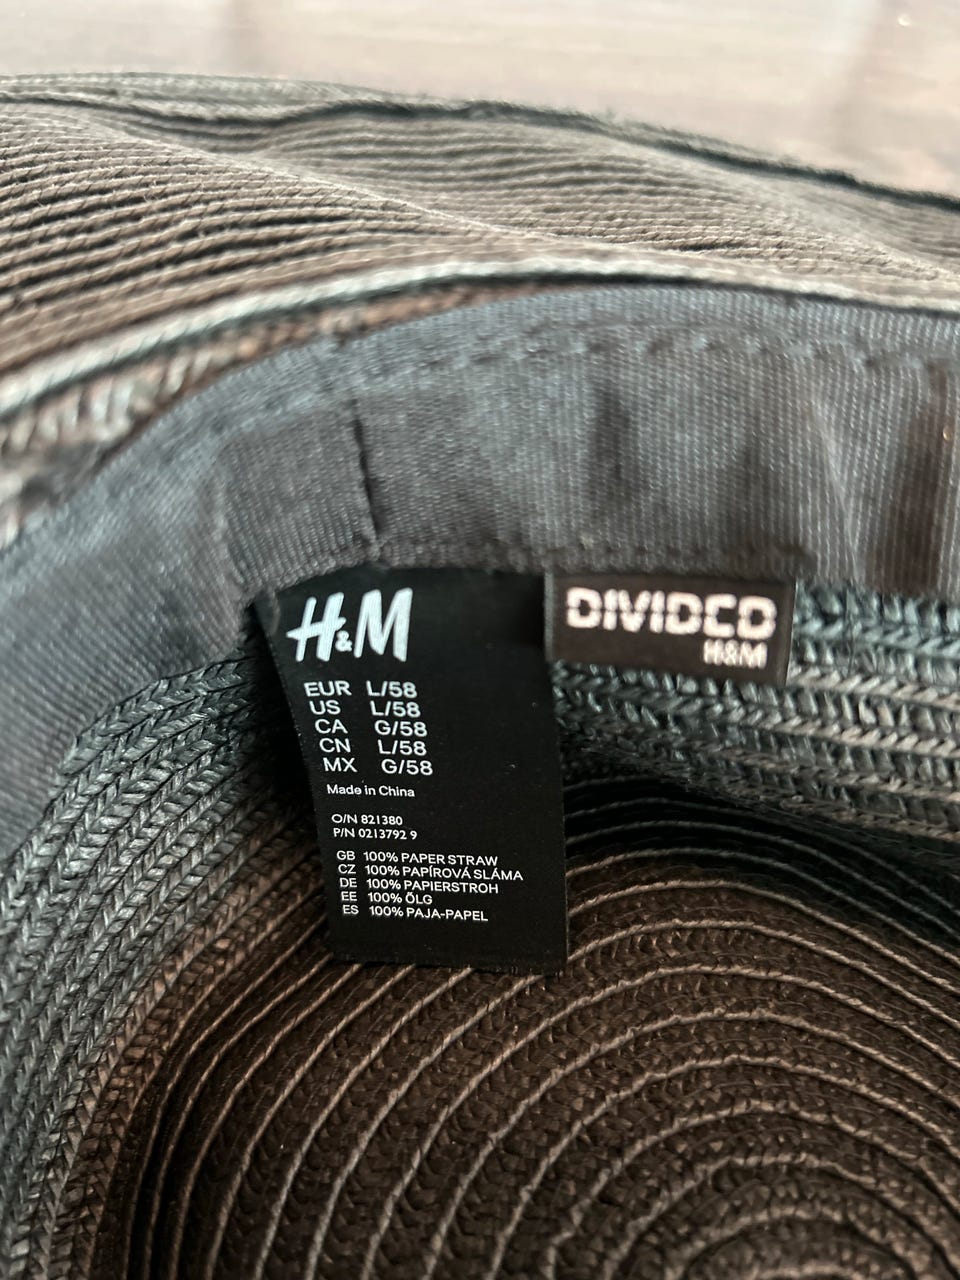 H&M
EUR L/58
US L/58
CA G/58
CN L/58
MX G/58
Made in China
O/N 821380
P/N 0213792 9
GB 100% PAPER STRAW
CZ 100% PAPÍROVÁ SLÁMA
DE 100% PAPIERSTROH
EE 100% ÕLG
ES 100% PAJA-PAPEL
DIVIDED
H&M